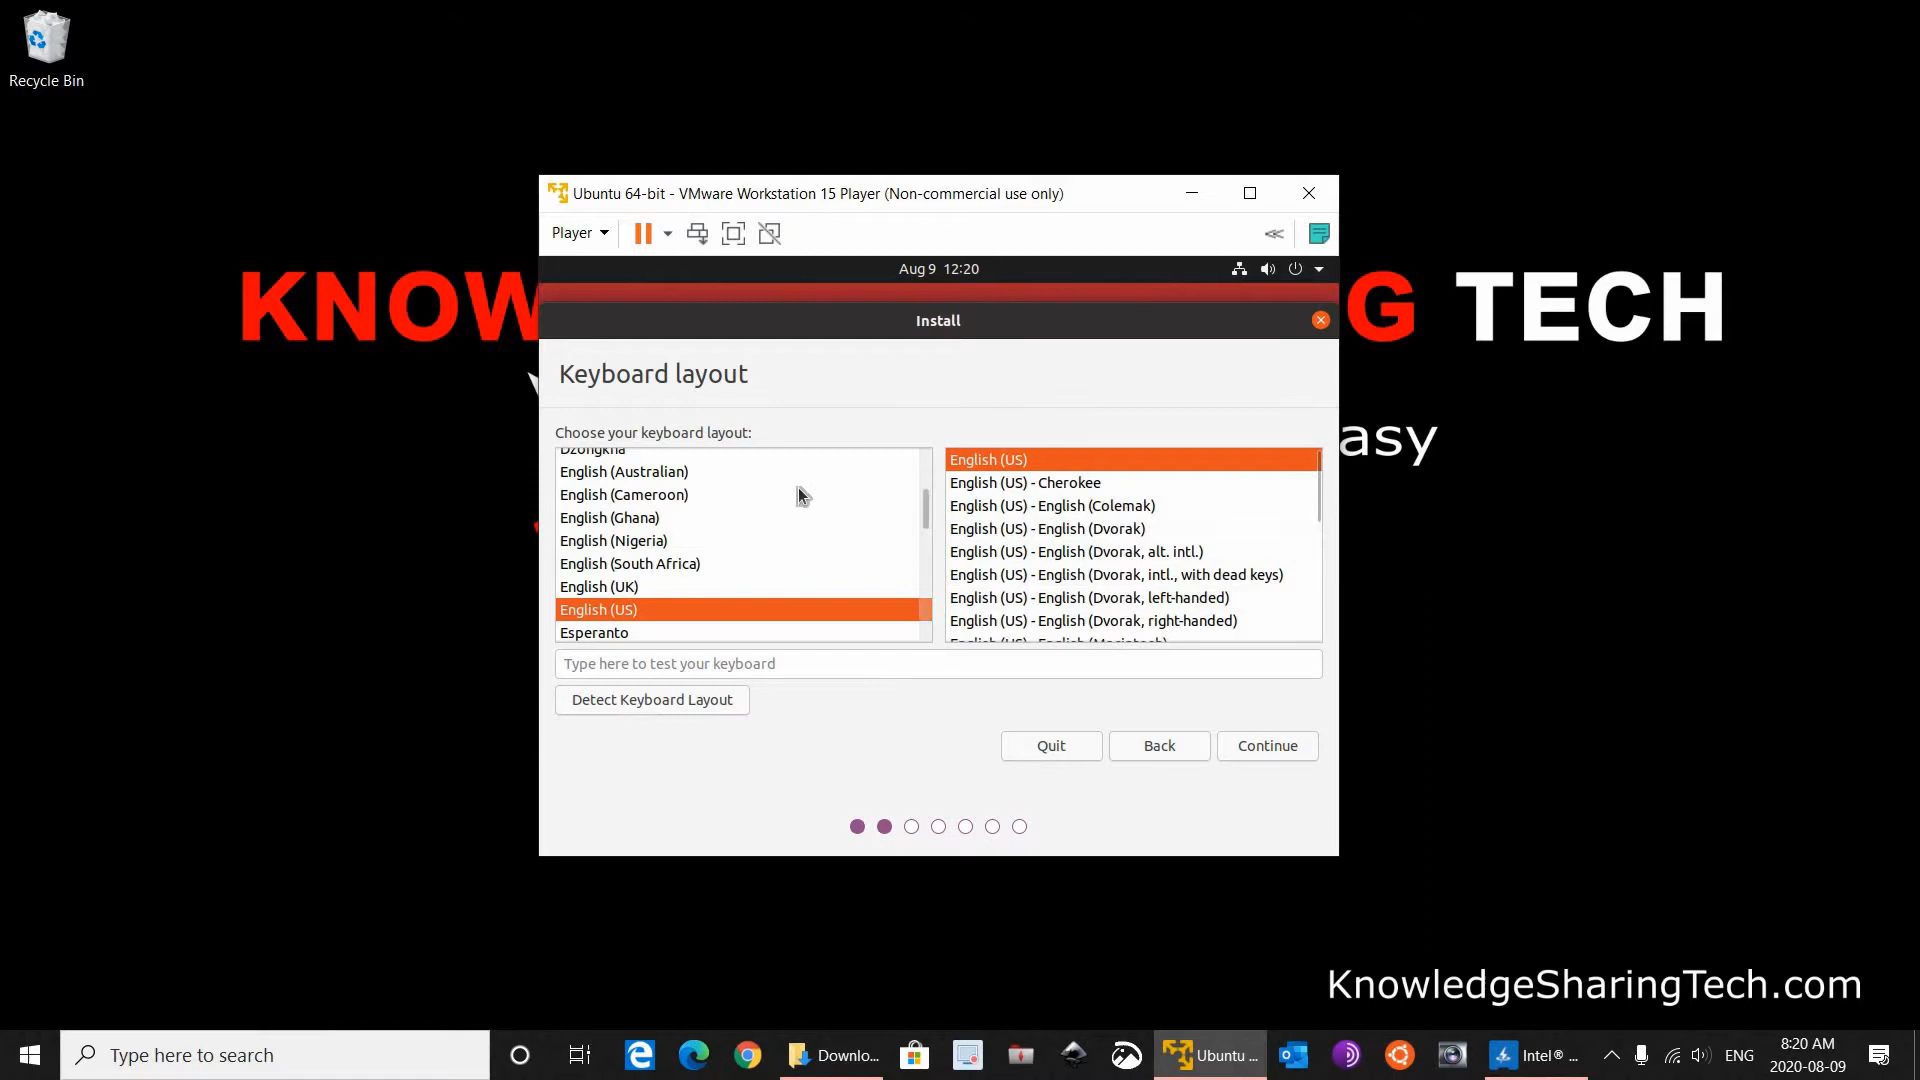 Recycle Bin
KNOW
G TECH
asy
Ubuntu 64-bit - VMware Workstation 15 Player (Non-commercial use only)
Player
Aug 9 12:20
Install
Keyboard layout
Choose your keyboard layout:
Dzongkha
English (Australian)
English (Cameroon)
English (Ghana)
English (Nigeria)
English (South Africa)
English (UK)
English (US)
Esperanto
English (US)
English (US) - Cherokee
English (US) - English (Colemak)
English (US) - English (Dvorak)
English (US) - English (Dvorak, alt. intl.)
English (US) - English (Dvorak, intl., with dead keys)
English (US) - English (Dvorak, left-handed)
English (US) - English (Dvorak, right-handed)
English (US) - English (Macintosh)
Type here to test your keyboard
Detect Keyboard Layout
Quit
Back
Continue
KnowledgeSharingTech.com
Type here to search
Downlo...
Ubuntu ...
Intel® ...
ENG
8:20 AM
2020-08-09